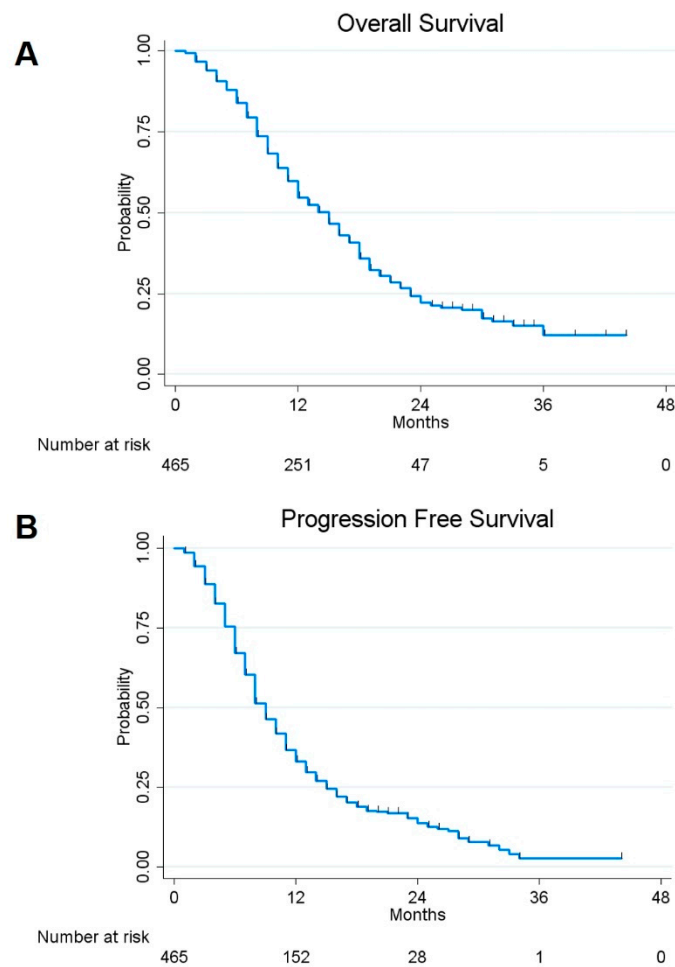 A
Overall Survival
1.00
0.75
0.50
0.25
0.00
Probability
0 12 24 36 48
Months
Number at risk
465 251 47 5 0
B
Progression Free Survival
1.00
0.75
0.50
0.25
0.00
Probability
0 12 24 36 48
Months
Number at risk
465 152 28 1 0